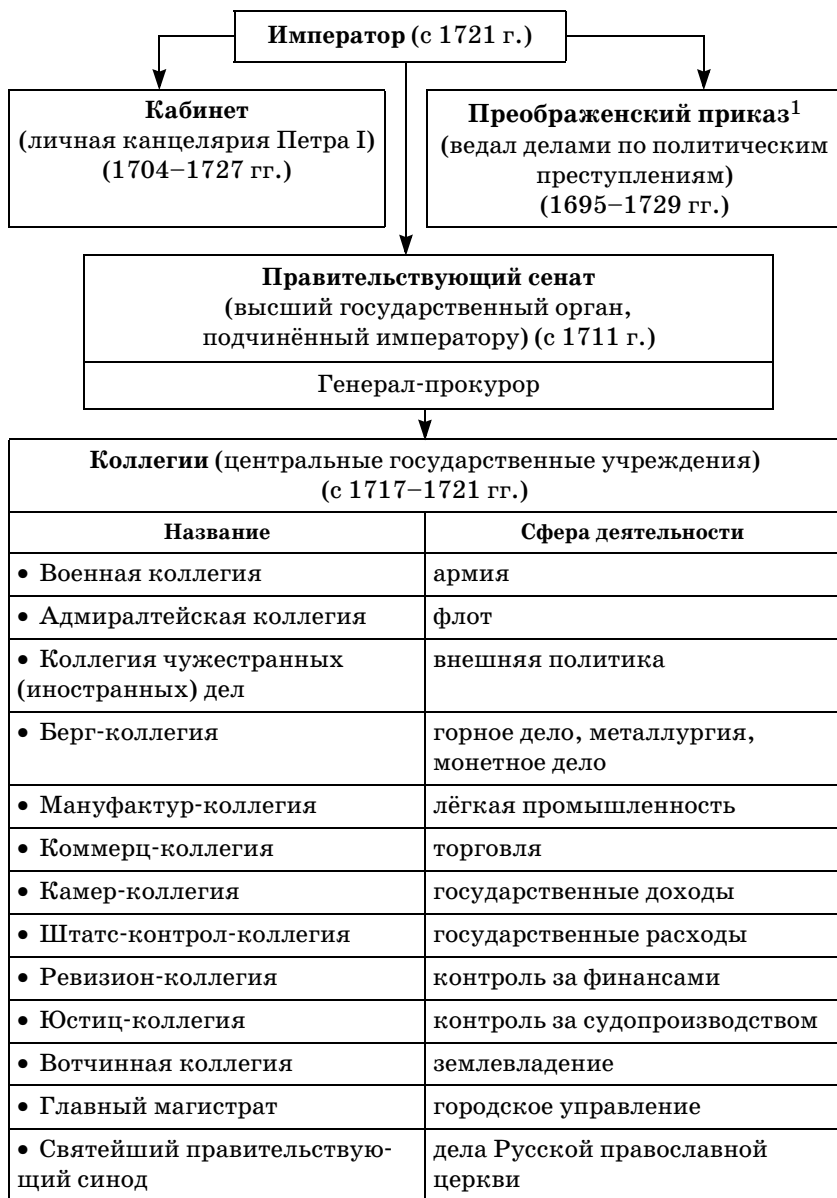 Император (с 1721 г.)
Кабинет
(личная канцелярия Петра I)
(1704–1727 гг.)
Преображенский приказ1
(ведал делами по политическим
преступлениям)
(1695–1729 гг.)
Правительствующий сенат
(высший государственный орган,
подчинённый императору) (с 1711 г.)
Генерал-прокурор
Коллегии (центральные государственные учреждения)
(с 1717–1721 гг.)
Название
Сфера деятельности
• Военная коллегия
армия
• Адмиралтейская коллегия
флот
• Коллегия чужестранных
(иностранных) дел
внешняя политика
• Берг-коллегия
горное дело, металлургия,
монетное дело
• Мануфактур-коллегия
лёгкая промышленность
• Коммерц-коллегия
торговля
• Камер-коллегия
государственные доходы
• Штатс-контрол-коллегия
государственные расходы
• Ревизион-коллегия
контроль за финансами
• Юстиц-коллегия
контроль за судопроизводством
• Вотчинная коллегия
землевладение
• Главный магистрат
городское управление
• Святейший правительствую-
щий синод
дела Русской православной
церкви